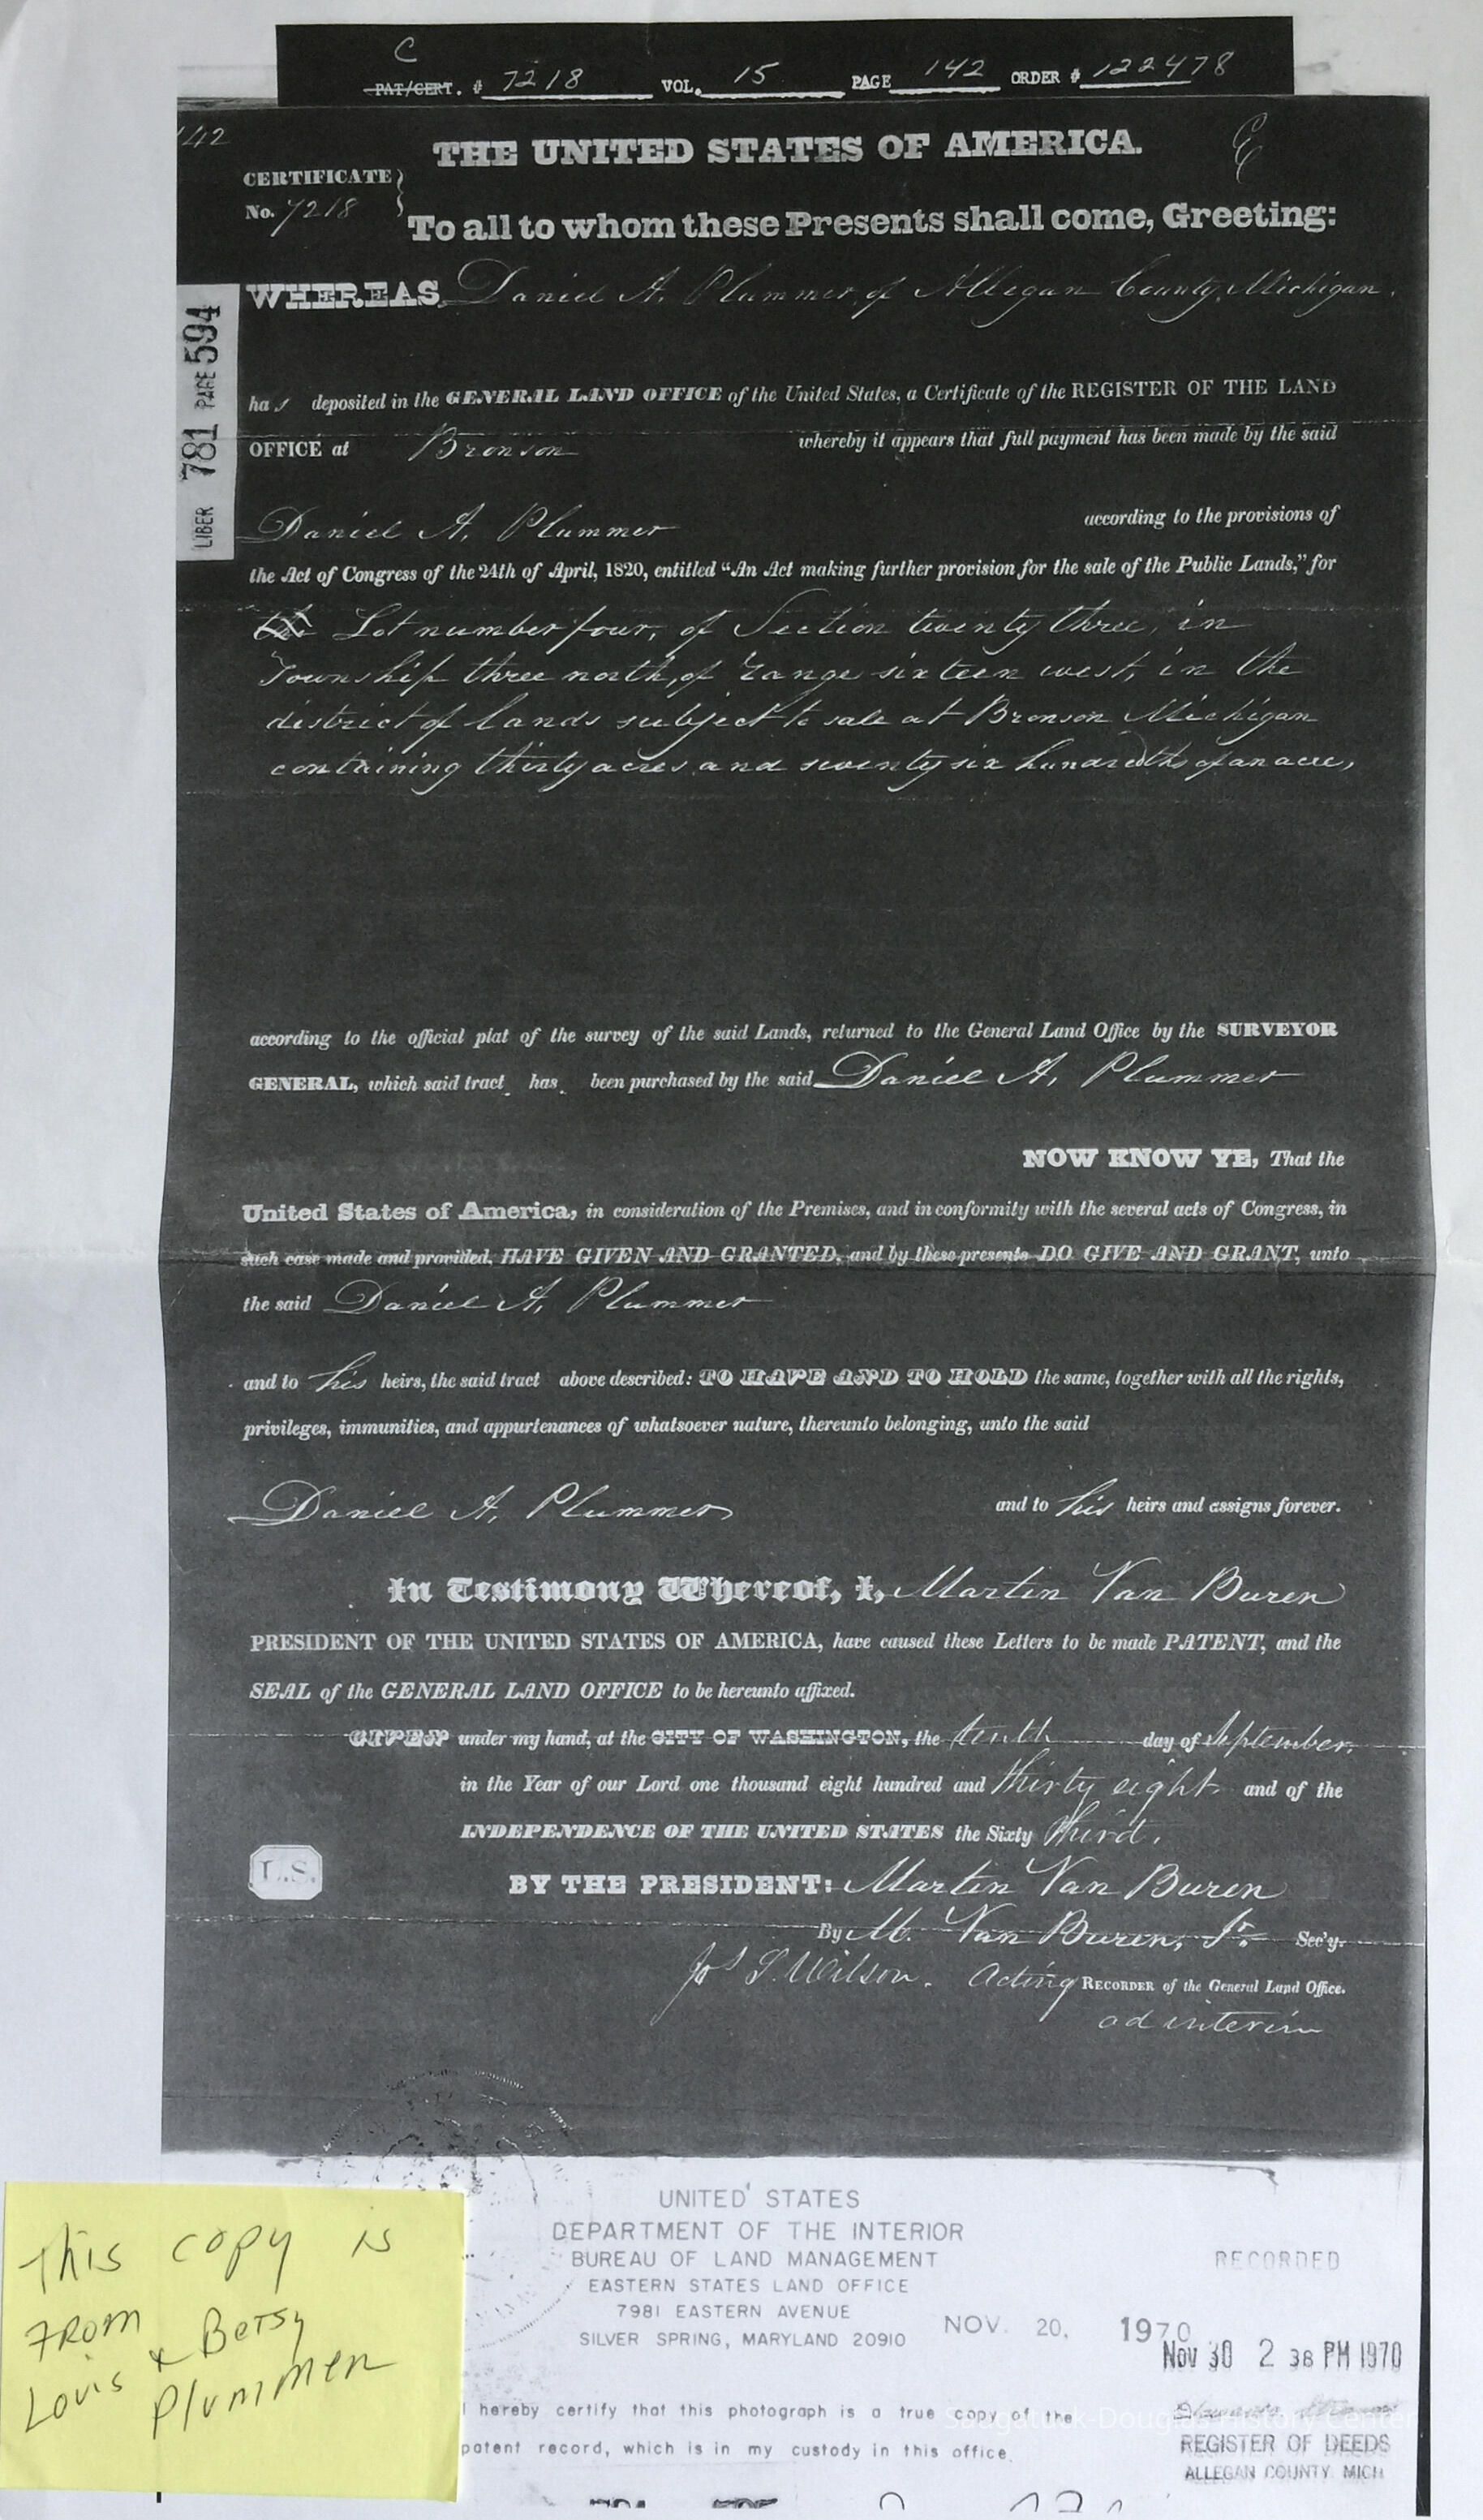 C
PAT/CERT. # 7218 VOL. 15 PAGE 142 ORDER # 122478
142
E
THE UNITED STATES OF AMERICA.
CERTIFICATE
No. 7218
To all to whom these Presents shall come, Greeting:
WHEREAS Daniel A. Plummer, of Allegan County, Michigan.
LIBER 781 PAGE 594
has deposited in the GENERAL LAND OFFICE of the United States, a Certificate of the REGISTER OF THE LAND
OFFICE at Bronson whereby it appears that full payment has been made by the said
Daniel A. Plummer according to the provisions of
the Act of Congress of the 24th of April, 1820, entitled "An Act making further provision for the sale of the Public Lands," for
Lot number four, of Section twenty three, in
Township three north, of range sixteen west, in the
district of lands subject to sale at Bronson Michigan
containing thirty acres and seventy six hundredths of an acre,
according to the official plat of the survey of the said Lands, returned to the General Land Office by the SURVEYOR
GENERAL, which said tract has been purchased by the said Daniel A. Plummer
NOW KNOW YE, That the
United States of America, in consideration of the Premises, and in conformity with the several acts of Congress, in
such case made and provided, HAVE GIVEN AND GRANTED, and by these presents DO GIVE AND GRANT, unto
the said Daniel A. Plummer
and to his heirs, the said tract above described: TO HAVE AND TO HOLD the same, together with all the rights,
privileges, immunities, and appurtenances of whatsoever nature, thereunto belonging, unto the said
Daniel A. Plummer and to his heirs and assigns forever.
In Testimony Whereof, I, Martin Van Buren
PRESIDENT OF THE UNITED STATES OF AMERICA, have caused these Letters to be made PATENT, and the
SEAL of the GENERAL LAND OFFICE to be hereunto affixed.
GIVEN under my hand, at the CITY OF WASHINGTON, the tenth day of September,
in the Year of our Lord one thousand eight hundred and thirty eight and of the
INDEPENDENCE OF THE UNITED STATES the Sixty third.
L.S.
BY THE PRESIDENT: Martin Van Buren
By M. Van Buren, Jr. Sec'y.
Jos S. Wilson. Acting RECORDER of the General Land Office.
ad interim
UNITED STATES
DEPARTMENT OF THE INTERIOR
BUREAU OF LAND MANAGEMENT
EASTERN STATES LAND OFFICE
7981 EASTERN AVENUE
SILVER SPRING, MARYLAND 20910
NOV. 20, 1970
RECORDED
Nov 30 2 38 PM 1970
REGISTER OF DEEDS
ALLEGAN COUNTY, MICH
I hereby certify that this photograph is a true copy of the
patent record, which is in my custody in this office.
This copy is
FROM
Louis & Betsy
Plummer
Saugatuck-Douglas History Center